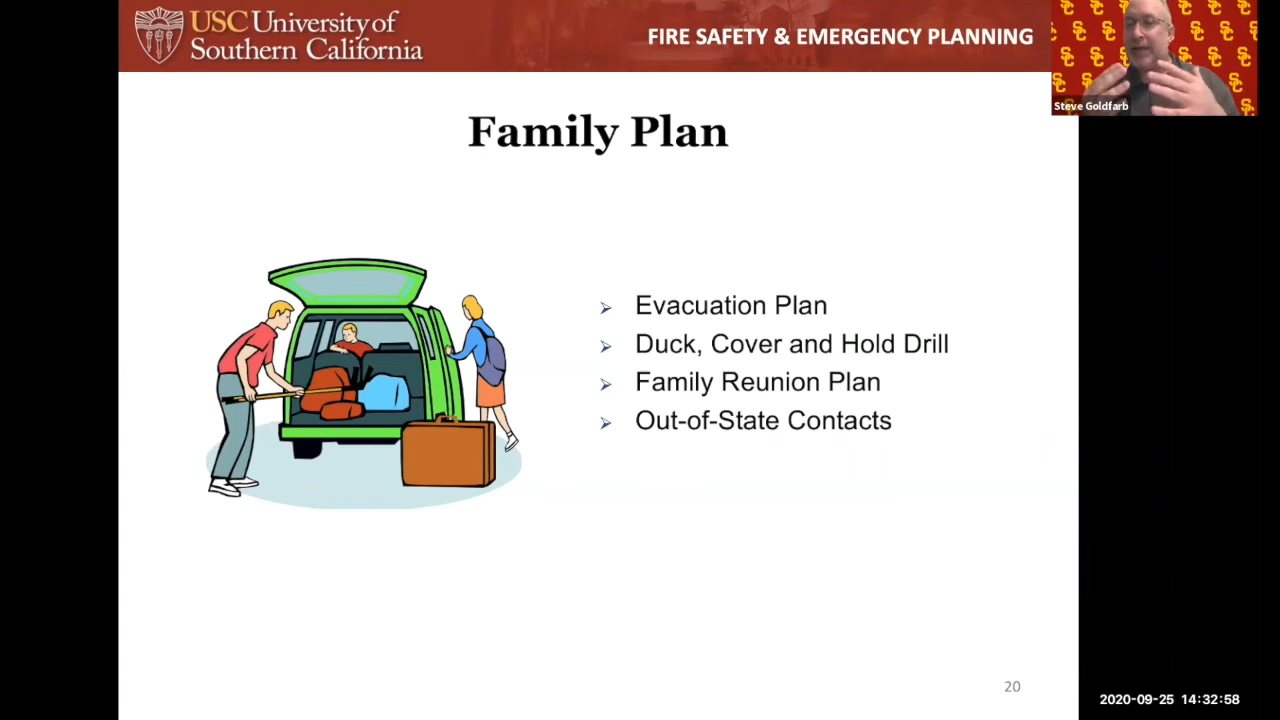 USC University of
Southern California
FIRE SAFETY & EMERGENCY PLANNING
Steve Goldfarb
Family Plan
Evacuation Plan
Duck, Cover and Hold Drill
Family Reunion Plan
Out-of-State Contacts
20
2020-09-25 14:32:58